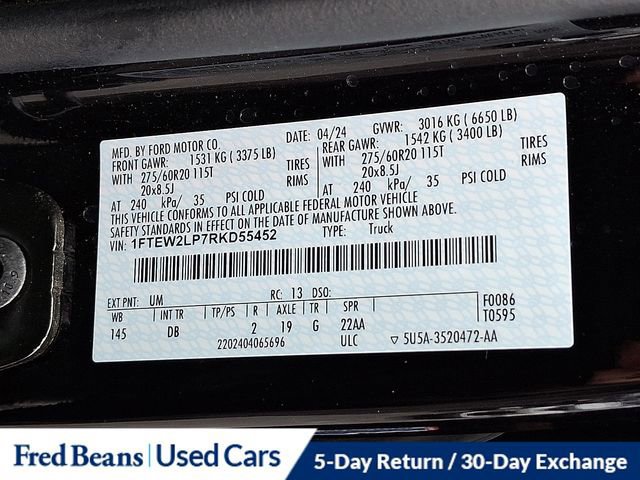 MFD. BY FORD MOTOR CO.
DATE: 04/24
GVWR: 3016 KG ( 6650 LB)
FRONT GAWR: 1531 KG ( 3375 LB)
REAR GAWR: 1542 KG ( 3400 LB)
WITH 275/60R20 115T TIRES
WITH 275/60R20 115T TIRES
20x8.5J RIMS
20x8.5J RIMS
AT 240 kPa/ 35 PSI COLD
AT 240 kPa/ 35 PSI COLD
THIS VEHICLE CONFORMS TO ALL APPLICABLE FEDERAL MOTOR VEHICLE
SAFETY STANDARDS IN EFFECT ON THE DATE OF MANUFACTURE SHOWN ABOVE.
VIN: 1FTEW2LP7RKD55452
TYPE: Truck
EXT PNT: UM RC: 13 DSO:
WB INT TR TP/PS R AXLE TR SPR
145 DB 2 19 G 22AA
F0086
T0595
2202404065696 ULC ▽ 5U5A-3520472-AA
Fred Beans Used Cars
5-Day Return / 30-Day Exchange